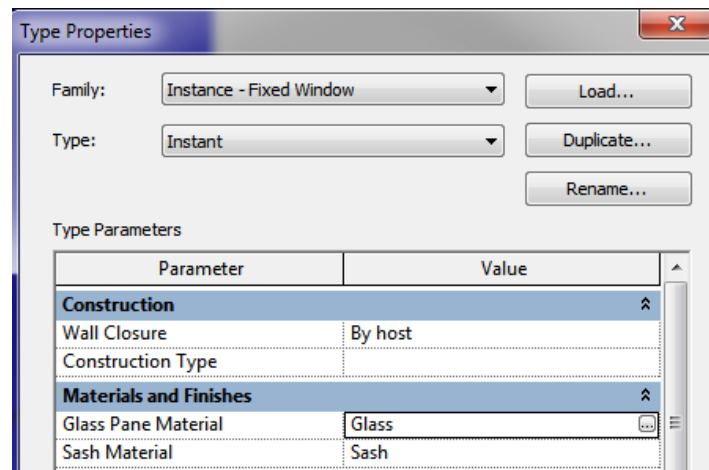 Type Properties
Family: Instance - Fixed Window Load...
Type: Instant Duplicate...
Rename...
Type Parameters
Parameter Value
Construction
Wall Closure By host
Construction Type
Materials and Finishes
Glass Pane Material Glass ...
Sash Material Sash